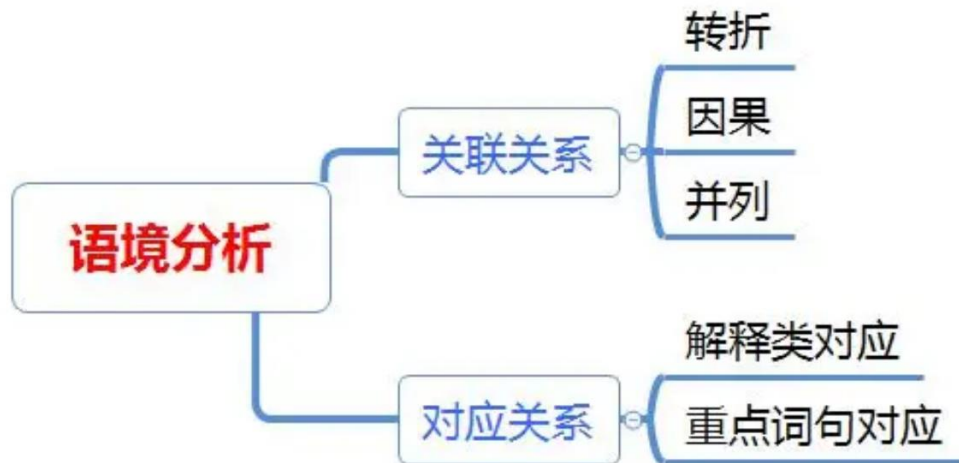 语境分析
关联关系
转折
因果
并列
对应关系
解释类对应
重点词句对应